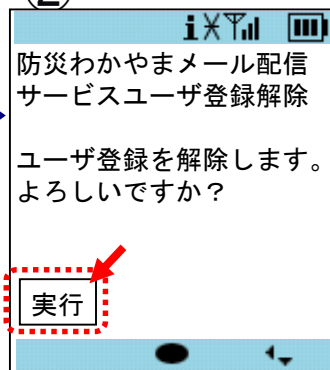 ②
防災わかやまメール配信
サービスユーザ登録解除
ユーザ登録を解除します。
よろしいですか？
実行